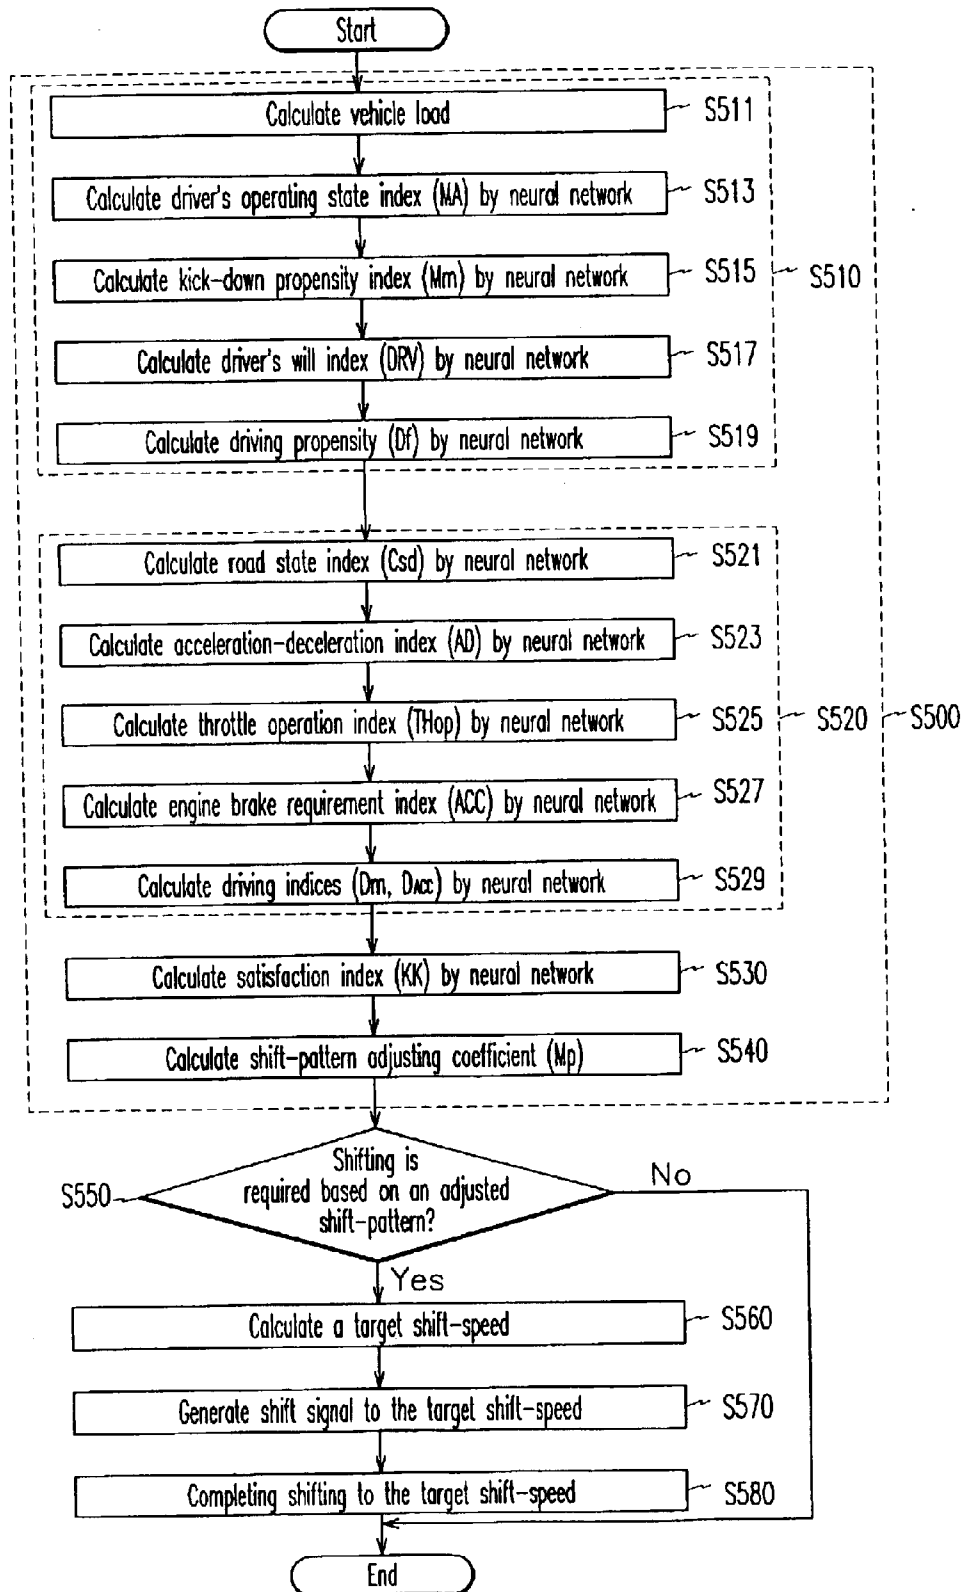 Start
Calculate vehicle load
S511
Calculate driver's operating state index (MA) by neural network
S513
Calculate kick-down propensity index (Mm) by neural network
S515
S510
Calculate driver's will index (DRV) by neural network
S517
Calculate driving propensity (Df) by neural network
S519
Calculate road state index (Csd) by neural network
S521
Calculate acceleration-deceleration index (AD) by neural network
S523
Calculate throttle operation index (THop) by neural network
S525
S520
S500
Calculate engine brake requirement index (ACC) by neural network
S527
Calculate driving indices (Dm, DACC) by neural network
S529
Calculate satisfaction index (KK) by neural network
S530
Calculate shift-pattern adjusting coefficient (Mp)
S540
Shifting is
required based on an adjusted
shift-pattern?
S550
No
Yes
Calculate a target shift-speed
S560
Generate shift signal to the target shift-speed
S570
Completing shifting to the target shift-speed
S580
End